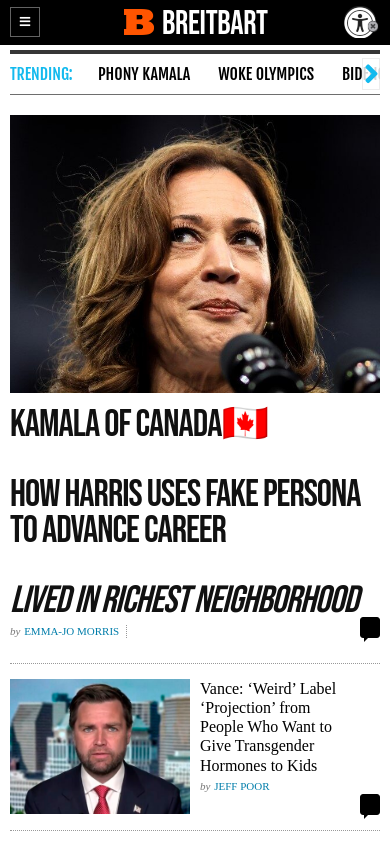 BREITBART
TRENDING: PHONY KAMALA WOKE OLYMPICS
KAMALA OF CANADA🇨🇦
HOW HARRIS USES FAKE PERSONA
TO ADVANCE CAREER
LIVED IN RICHEST NEIGHBORHOOD
by EMMA-JO MORRIS
Vance: ‘Weird’ Label
‘Projection’ from
People Who Want to
Give Transgender
Hormones to Kids
by JEFF POOR